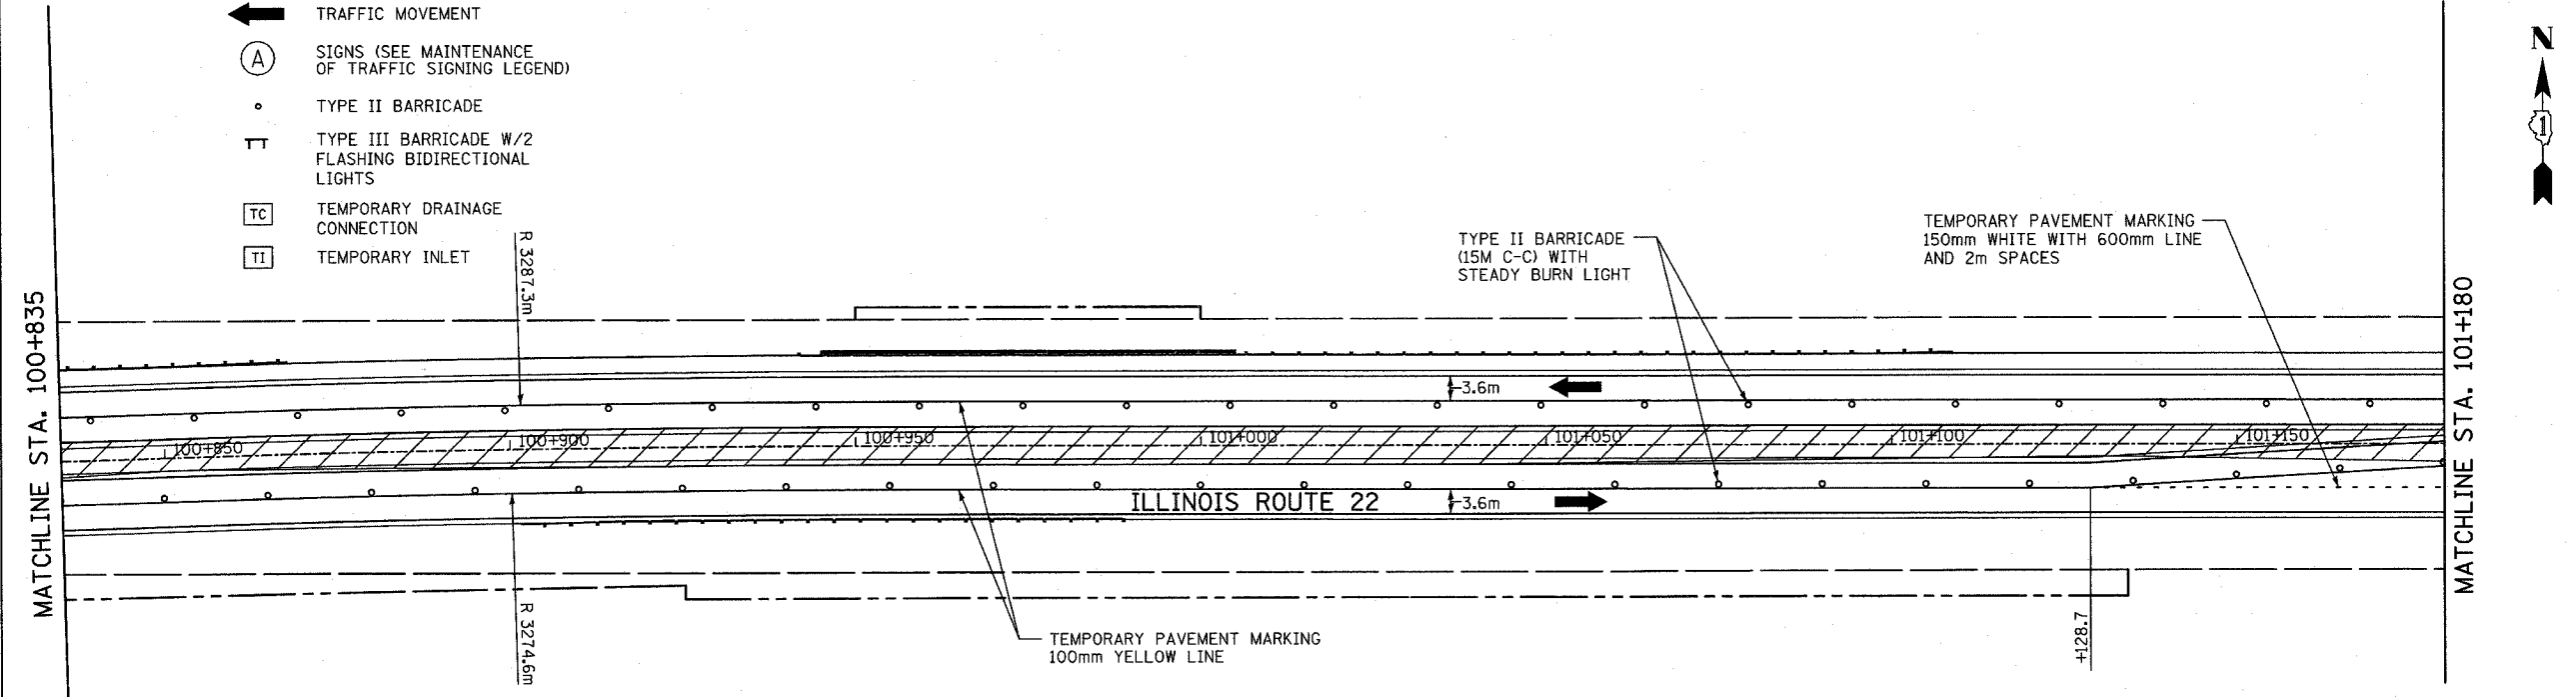 TRAFFIC MOVEMENT
A
SIGNS (SEE MAINTENANCE
OF TRAFFIC SIGNING LEGEND)
TYPE II BARRICADE
TYPE III BARRICADE W/2
FLASHING BIDIRECTIONAL
LIGHTS
TC
TEMPORARY DRAINAGE
CONNECTION
TI
TEMPORARY INLET
N
1
R 3287.3m
TYPE II BARRICADE
(15M C-C) WITH
STEADY BURN LIGHT
TEMPORARY PAVEMENT MARKING
150mm WHITE WITH 600mm LINE
AND 2m SPACES
MATCHLINE STA. 100+835
MATCHLINE STA. 101+180
3.6m
100+850
100+900
100+950
101+000
101+050
101+100
101+150
ILLINOIS ROUTE 22
3.6m
R 3274.6m
TEMPORARY PAVEMENT MARKING
100mm YELLOW LINE
+128.7